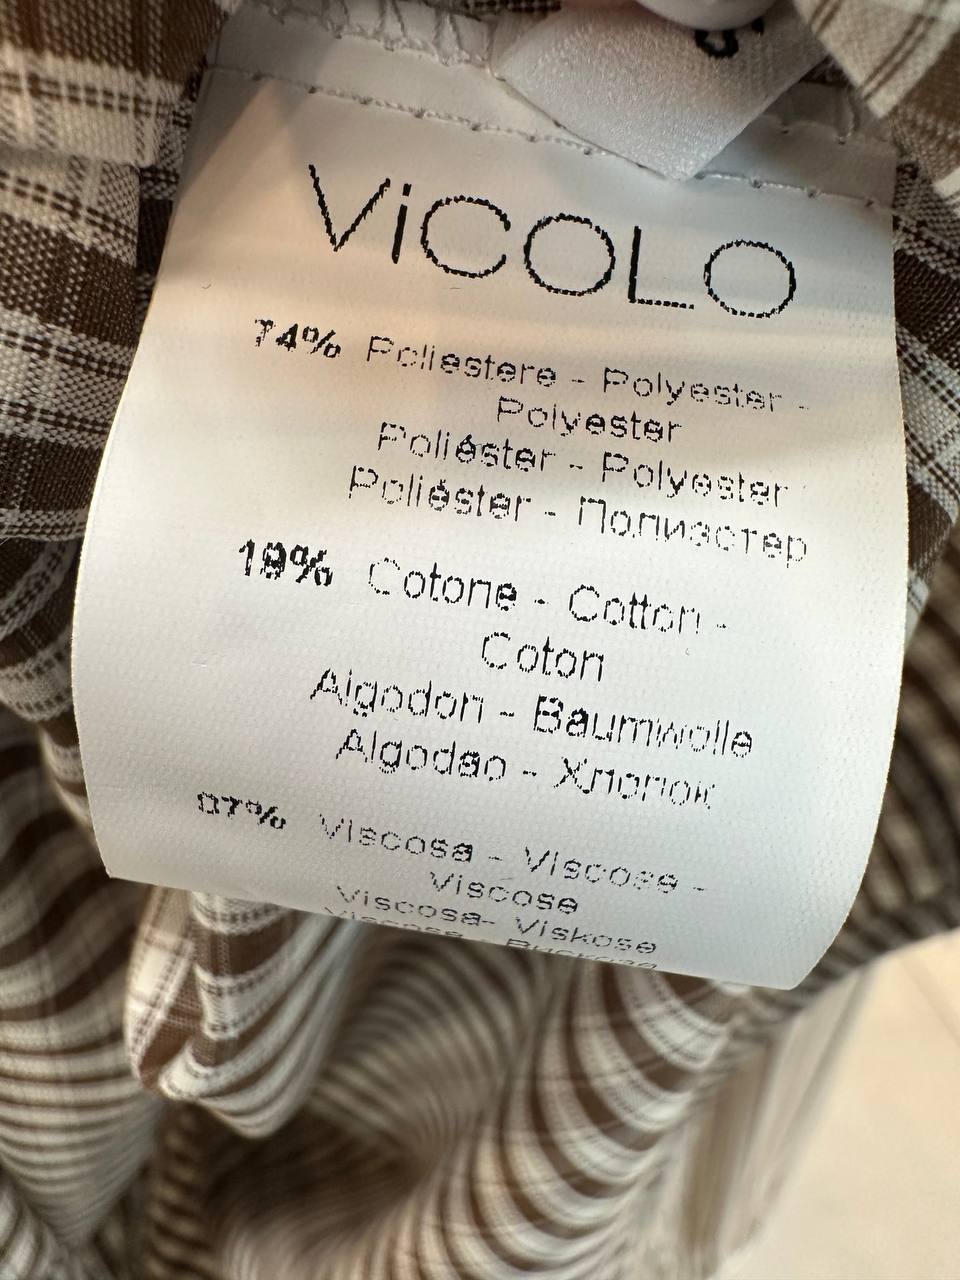 ViCOLO
74% Poliestere - Polyester -
Polyester
Poliéster - Polyester
Poliéster - Полиэстер
19% Cotone - Cotton -
Coton
Algodon - Baumwolle
Algodao - Хлопок
07% Viscosa - Viscose -
Viscose
Viscosa- Viskose